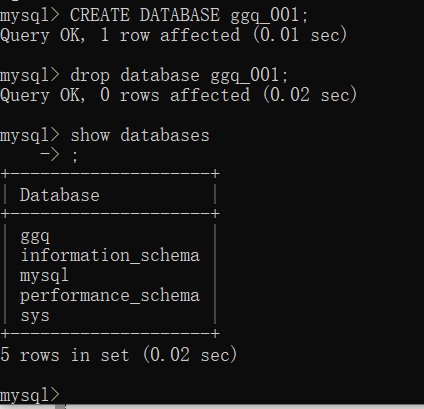 mysql> CREATE DATABASE ggq_001;
Query OK, 1 row affected (0.01 sec)
mysql> drop database ggq_001;
Query OK, 0 rows affected (0.02 sec)
mysql> show databases
    -> ;
+--------------------+
| Database           |
+--------------------+
| ggq                |
| information_schema |
| mysql              |
| performance_schema |
| sys                |
+--------------------+
5 rows in set (0.02 sec)
mysql>